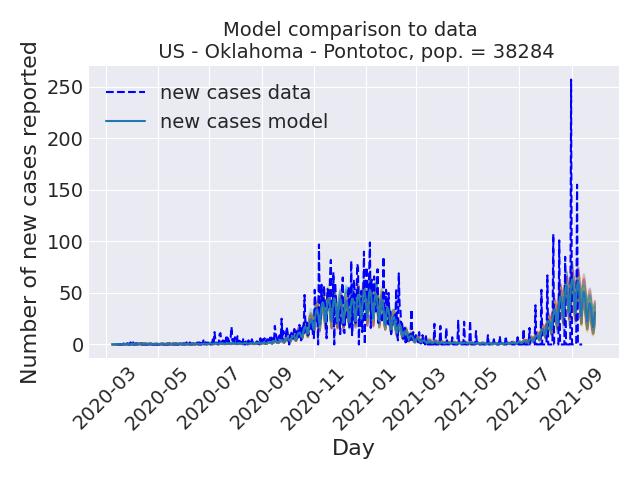 Model comparison to data
US - Oklahoma - Pontotoc, pop. = 38284
Number of new cases reported
250
200
150
100
50
0
new cases data
new cases model
2020-03
2020-05
2020-07
2020-09
2020-11
2021-01
2021-03
2021-05
2021-07
2021-09
Day